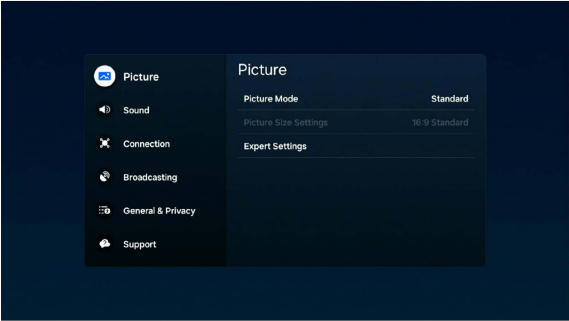 Picture
Sound
Connection
Broadcasting
General & Privacy
Support
Picture
Picture Mode Standard
Picture Size Settings 16:9 Standard
Expert Settings